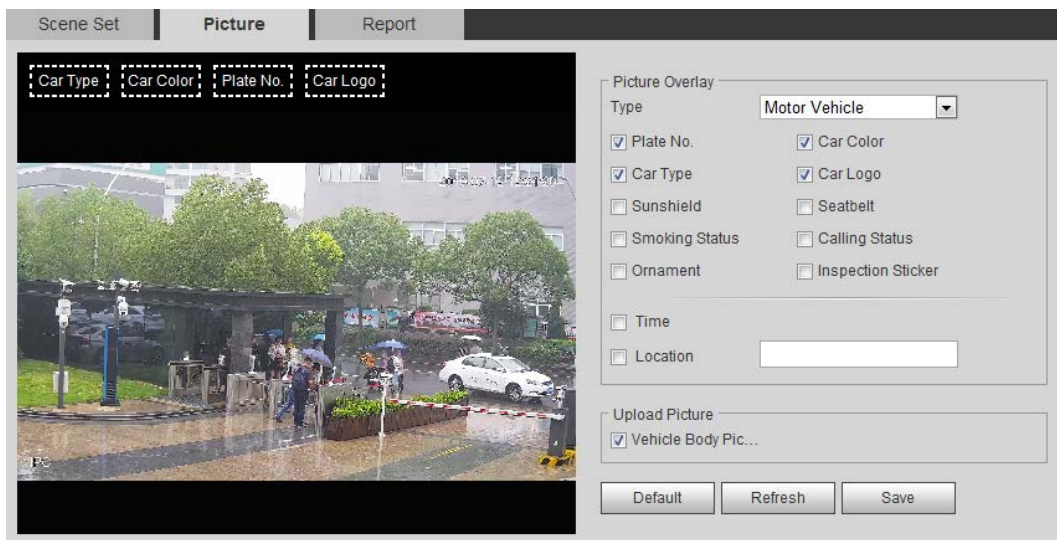 Scene Set Picture Report
Car Type Car Color Plate No. Car Logo
IPC
Picture Overlay
Type Motor Vehicle
Plate No. Car Color
Car Type Car Logo
Sunshield Seatbelt
Smoking Status Calling Status
Ornament Inspection Sticker
Time
Location
Upload Picture
Vehicle Body Pic...
Default Refresh Save